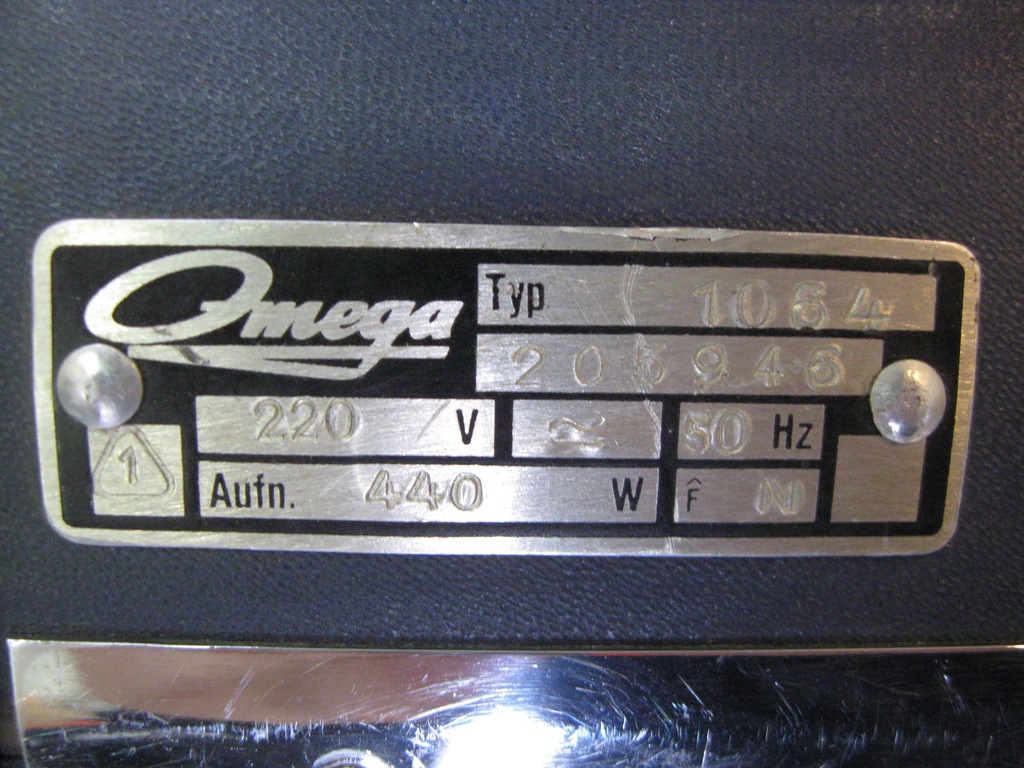 Omega
Typ 1064
205946
220 V ≃ 50 Hz
1
Aufn. 440 W F̂ N